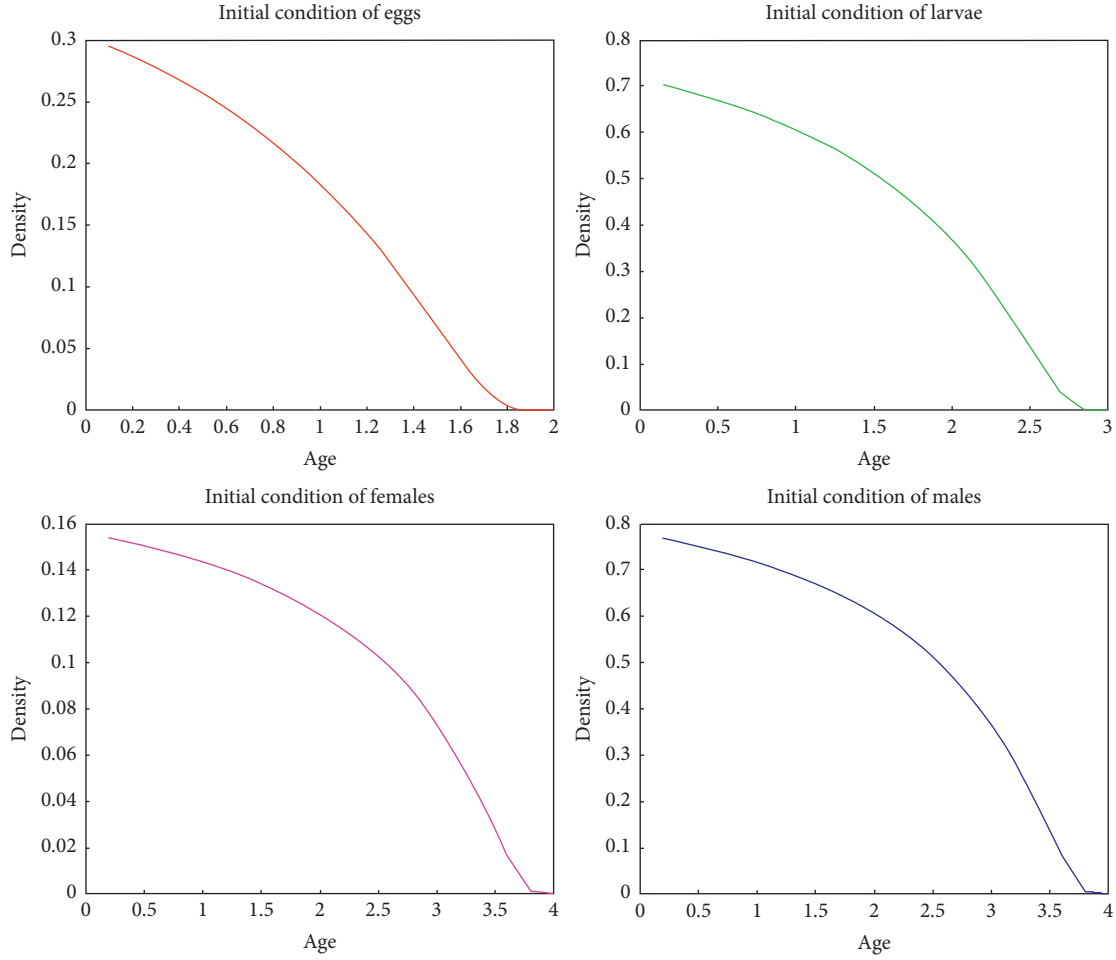 Initial condition of eggs
0.3
0.25
0.2
0.15
0.1
0.05
0
Density
0 0.2 0.4 0.6 0.8 1 1.2 1.4 1.6 1.8 2
Age
Initial condition of larvae
0.8
0.7
0.6
0.5
0.4
0.3
0.2
0.1
0
Density
0 0.5 1 1.5 2 2.5 3
Age
Initial condition of females
0.16
0.14
0.12
0.1
0.08
0.06
0.04
0.02
0
Density
0 0.5 1 1.5 2 2.5 3 3.5 4
Age
Initial condition of males
0.8
0.7
0.6
0.5
0.4
0.3
0.2
0.1
0
Density
0 0.5 1 1.5 2 2.5 3 3.5 4
Age